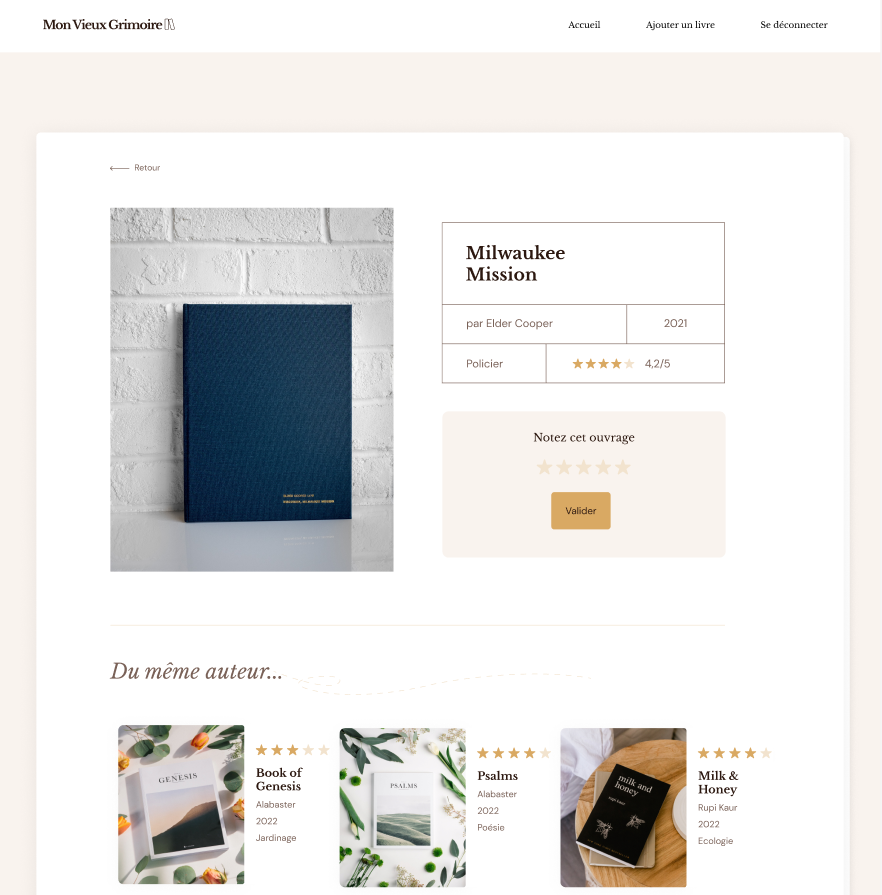 Mon Vieux Grimoire
Accueil
Ajouter un livre
Se déconnecter
Retour
Milwaukee
Mission
par Elder Cooper
2021
Policier
4,2/5
Notez cet ouvrage
Valider
Du même auteur...
GENESIS
Book of
Genesis
Alabaster
2022
Jardinage
PSALMS
Psalms
Alabaster
2022
Poésie
milk and
honey
rupi kaur
Milk &
Honey
Rupi Kaur
2022
Ecologie